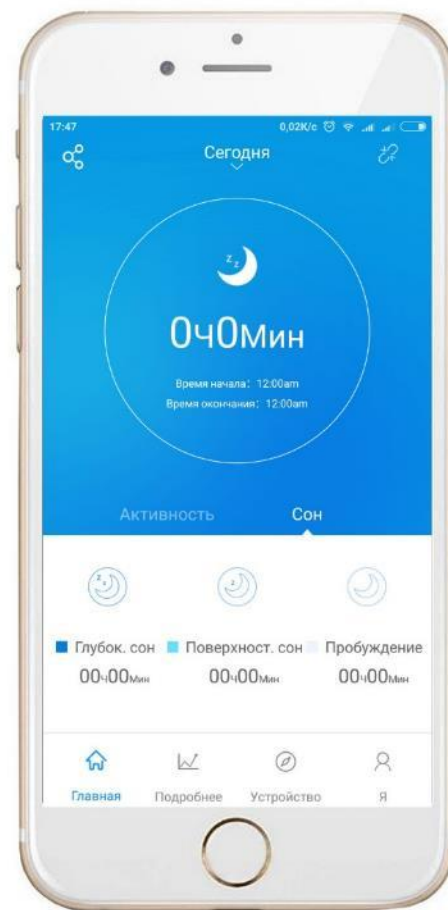 17:47 0,02K/c
Сегодня
z z
0ч0Мин
Время начала: 12:00am
Время окончания: 12:00am
Активность Сон
z z z
Глубок. сон Поверхност. сон Пробуждение
00ч00Мин 00ч00Мин 00ч00Мин
Главная Подробнее Устройство Я